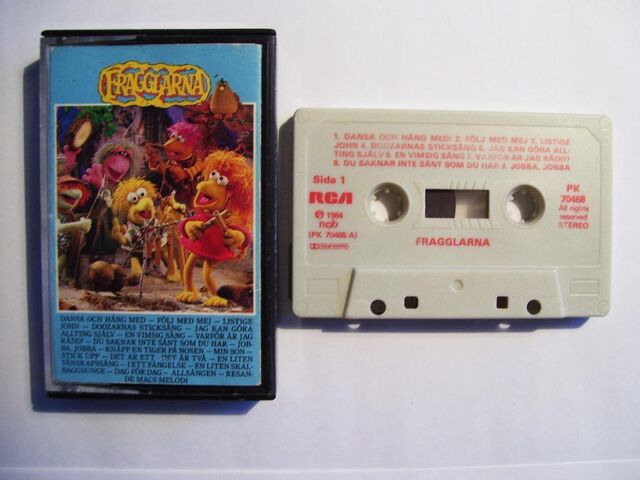 FRAGGLARNA
DANSA OCH HÄNG MED – FÖLJ MED MEJ – LISTIGE
JOHN – DOOZARNAS STICKSÅNG – JAG KAN GÖRA
ALLTING SJÄLV – EN VIMSIG SÅNG – VARFÖR ÄR JAG
RÄDD? – DU SAKNAR INTE SÅNT SOM DU HAR – JOB-
BA, JOBBA – KNÄPP EN TIGER PÅ NOSEN – MIN SON –
STICK UPP – DET ÄR ETT, DET ÄR TVÅ – EN LITEN
VÄNSKAPSSÅNG – I ETT FÄNGELSE – EN LITEN SKAL-
BAGGSUNGE – DAG FÖR DAG – ALLSÅNGEN – RESAN-
DE MACS MELODI
1. DANSA OCH HÄNG MED! 2. FÖLJ MED MEJ 3. LISTIGE
JOHN 4. DOOZARNAS STICKSÅNG 5. JAG KAN GÖRA ALL-
TING SJÄLV 6. EN VIMSIG SÅNG 7. VARFÖR ÄR JAG RÄDD?
8. DU SAKNAR INTE SÅNT SOM DU HAR 9. JOBBA, JOBBA
Sida 1
RCA
℗ 1984
ncb
(PK 70468-A)
PK
70468
All rights
reserved
STEREO
FRAGGLARNA